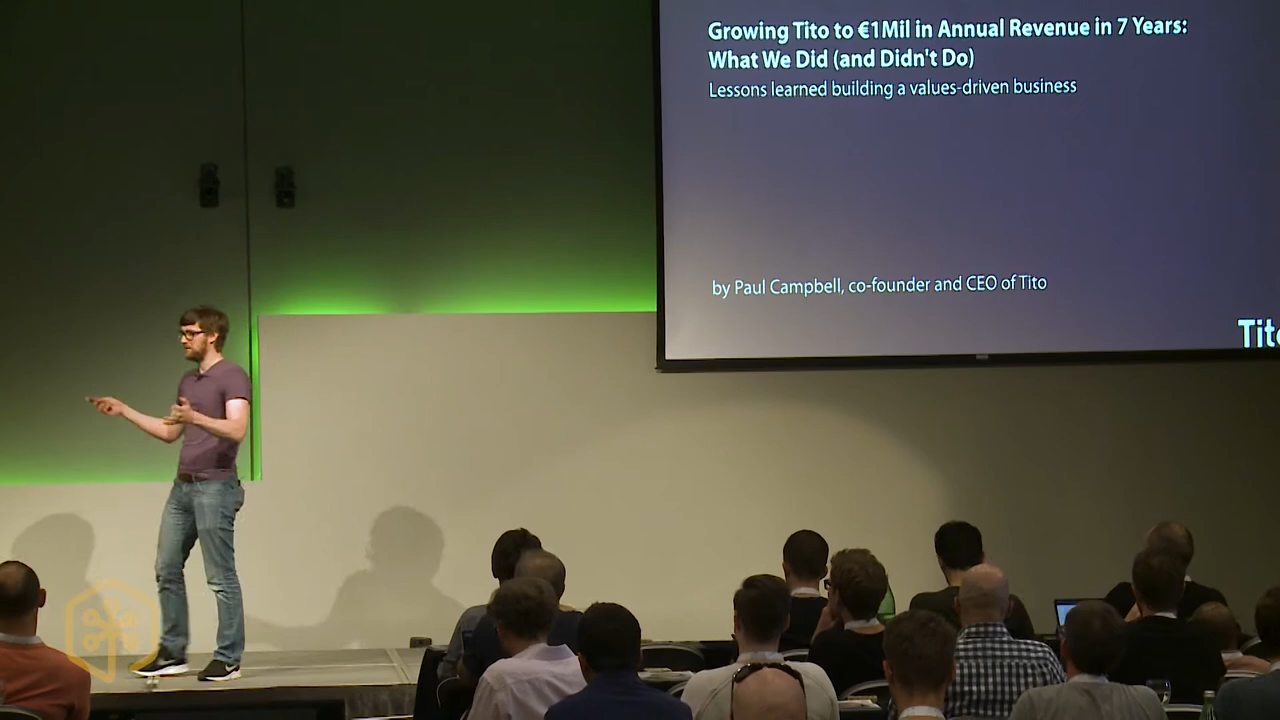 Growing Tito to €1Mil in Annual Revenue in 7 Years:
What We Did (and Didn't Do)
Lessons learned building a values-driven business
by Paul Campbell, co-founder and CEO of Tito
Tito